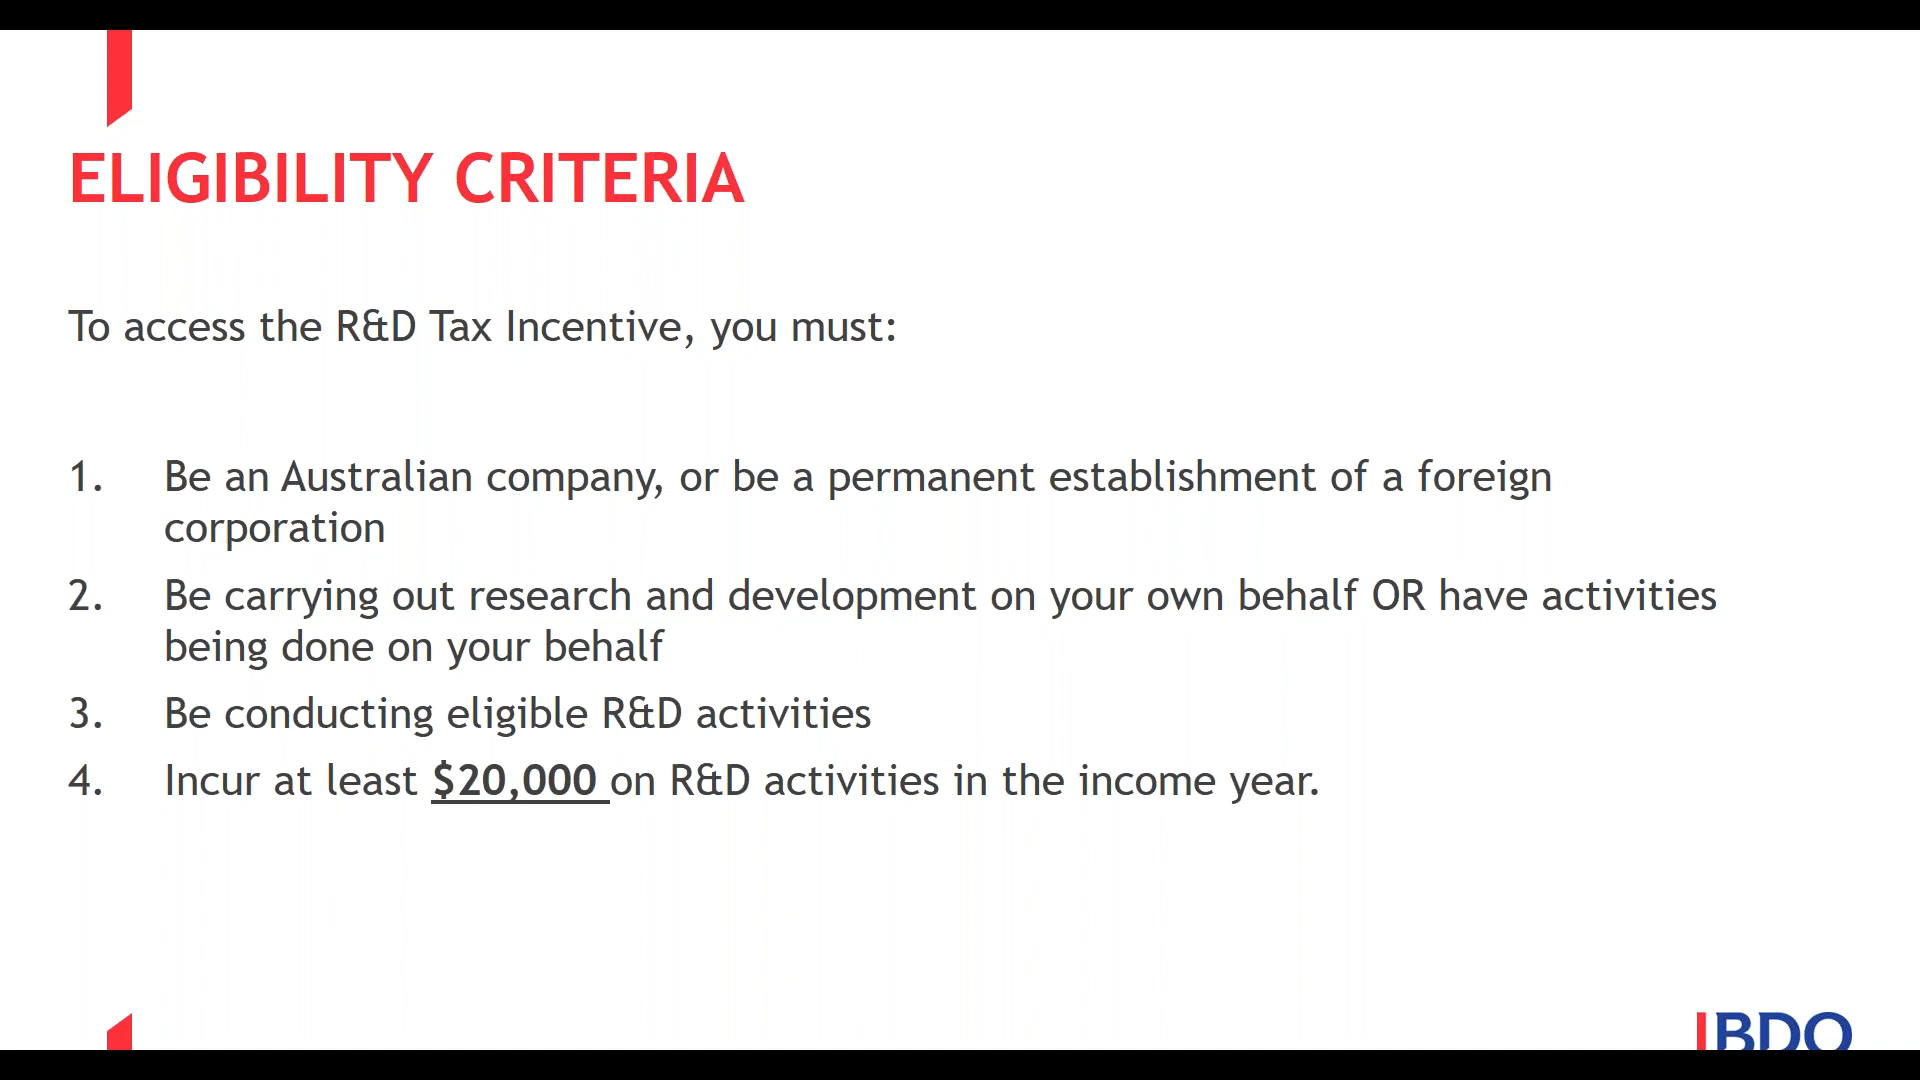 ELIGIBILITY CRITERIA
To access the R&D Tax Incentive, you must:
1. Be an Australian company, or be a permanent establishment of a foreign
corporation
2. Be carrying out research and development on your own behalf OR have activities
being done on your behalf
3. Be conducting eligible R&D activities
4. Incur at least $20,000 on R&D activities in the income year.
BDO